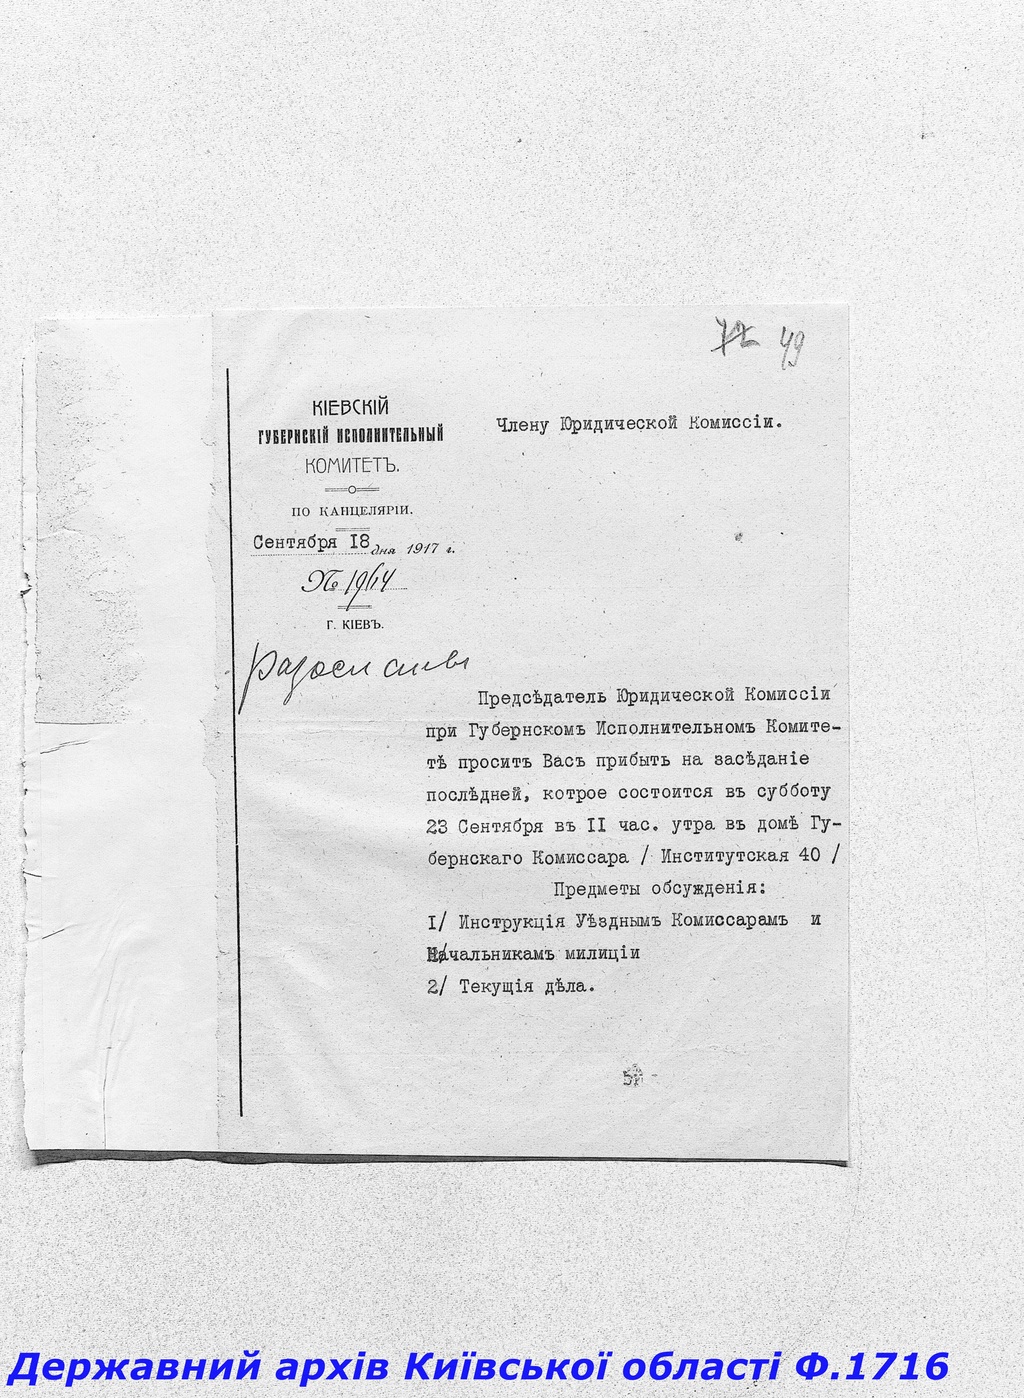 72 49
КІЕВСКІЙ
ГУБЕРНСКІЙ ИСПОЛНИТЕЛЬНЫЙ
КОМИТЕТЪ.
ПО КАНЦЕЛЯРІИ.
Сентября I8 дня 1917 г.
№
Г. КІЕВЪ.
Члену Юридической Комиссіи.
Предсѣдатель Юридической Комиссіи
при Губернскомъ Исполнительномъ Комите-
тѣ проситъ Васъ прибыть на засѣданіе
послѣдней, котрое состоится въ субботу
23 Сентября въ II час. утра въ домѣ Гу-
бернскаго Комиссара / Институтская 40 /
Предметы обсужденія:
I/ Инструкція Уѣзднымъ Комиссарамъ и
Начальникамъ милиціи
2/ Текущія дѣла.
Державний архів Київської області Ф.1716